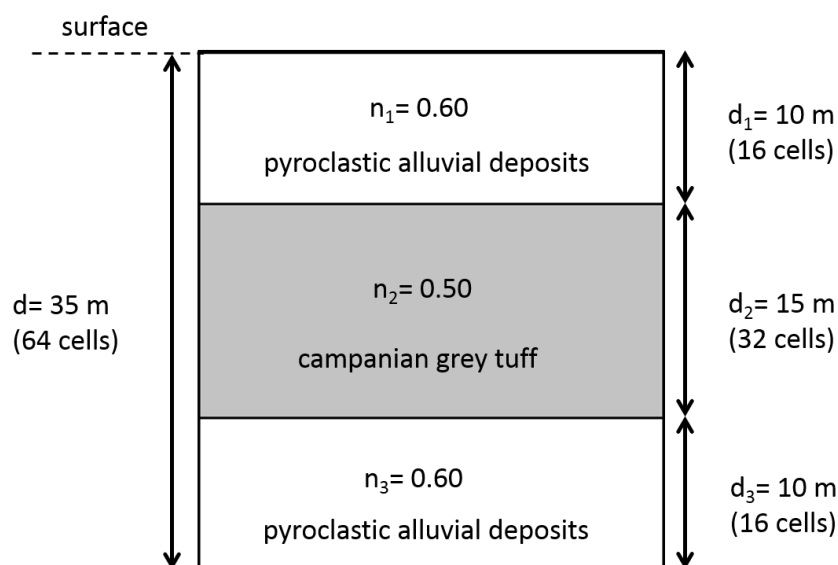 surface
n₁= 0.60
pyroclastic alluvial deposits
d₁= 10 m
(16 cells)
d= 35 m
(64 cells)
n₂= 0.50
campanian grey tuff
d₂= 15 m
(32 cells)
n₃= 0.60
pyroclastic alluvial deposits
d₃= 10 m
(16 cells)